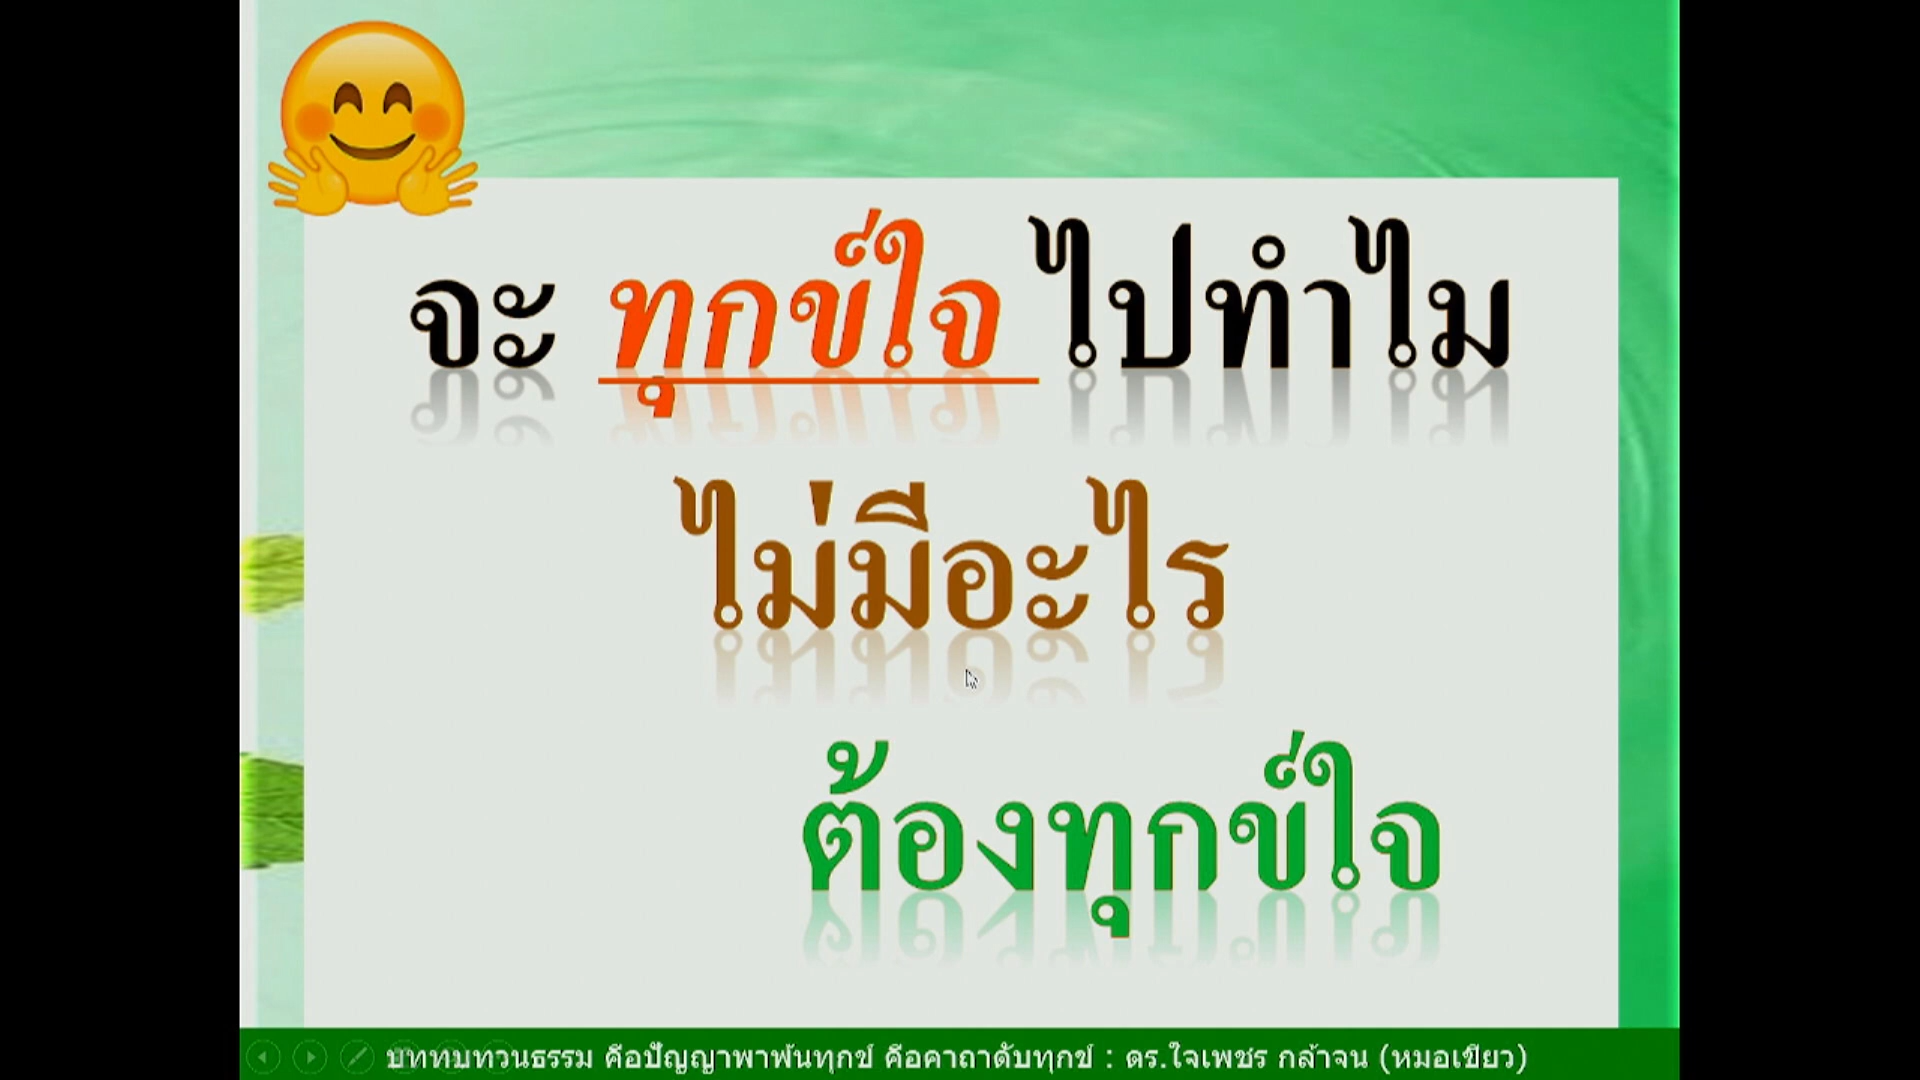 จะ ทุกข์ใจ ไปทำไม
ไม่มีอะไร
ต้องทุกข์ใจ
บททบทวนธรรม คือปัญญาพาพ้นทุกข์ คือคาถาดับทุกข์ : ดร.ใจเพชร กล้าจน (หมอเขียว)